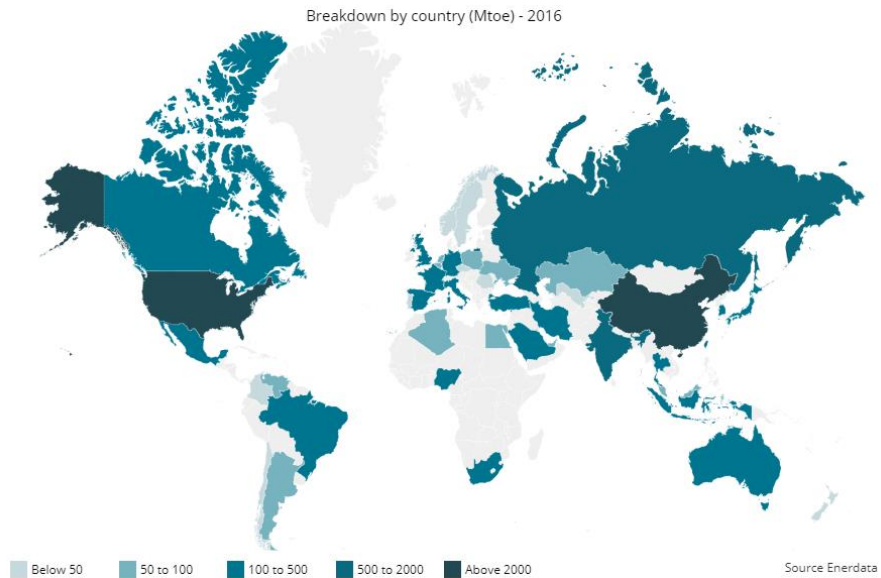 Breakdown by country (Mtoe) - 2016
Below 50
50 to 100
100 to 500
500 to 2000
Above 2000
Source Enerdata